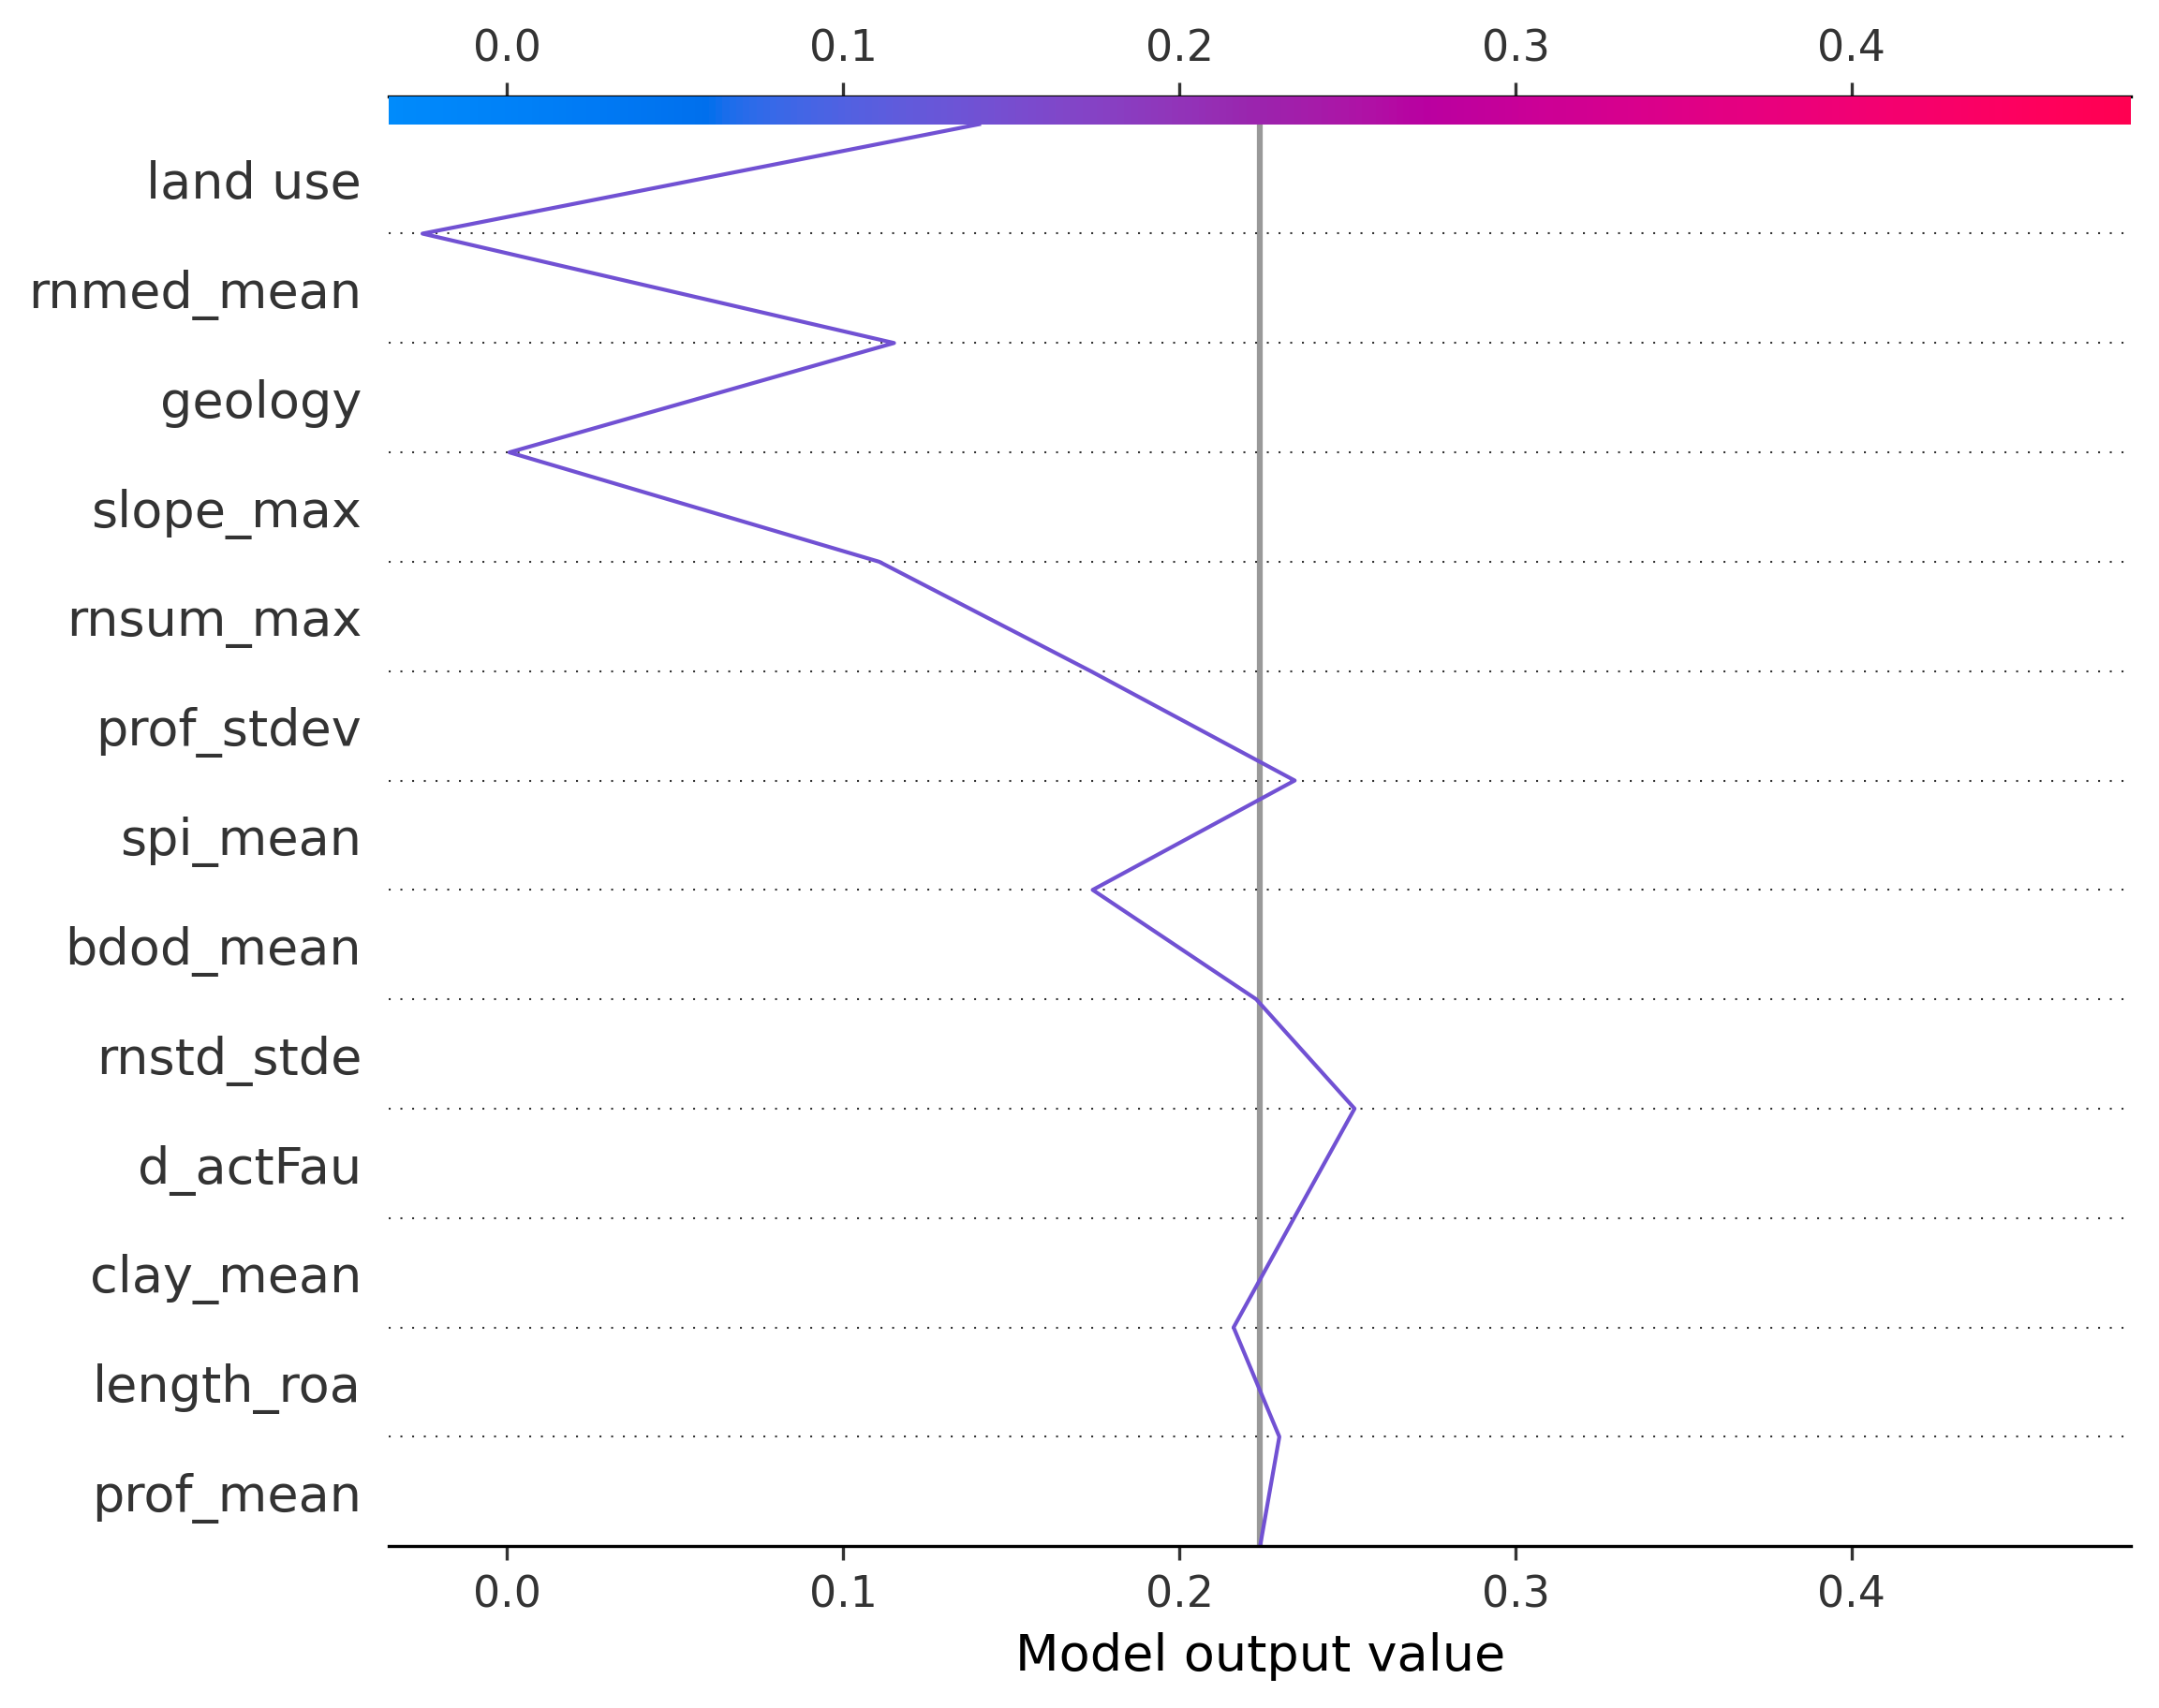 0.0 0.1 0.2 0.3 0.4
land use
rnmed_mean
geology
slope_max
rnsum_max
prof_stdev
spi_mean
bdod_mean
rnstd_stde
d_actFau
clay_mean
length_roa
prof_mean
0.0 0.1 0.2 0.3 0.4
Model output value